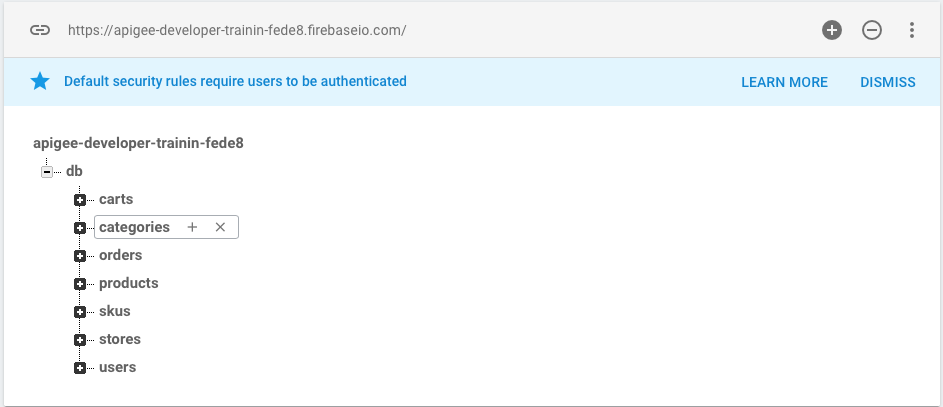 https://apigee-developer-trainin-fede8.firebaseio.com/
Default security rules require users to be authenticated LEARN MORE DISMISS
apigee-developer-trainin-fede8
db
carts
categories
orders
products
skus
stores
users